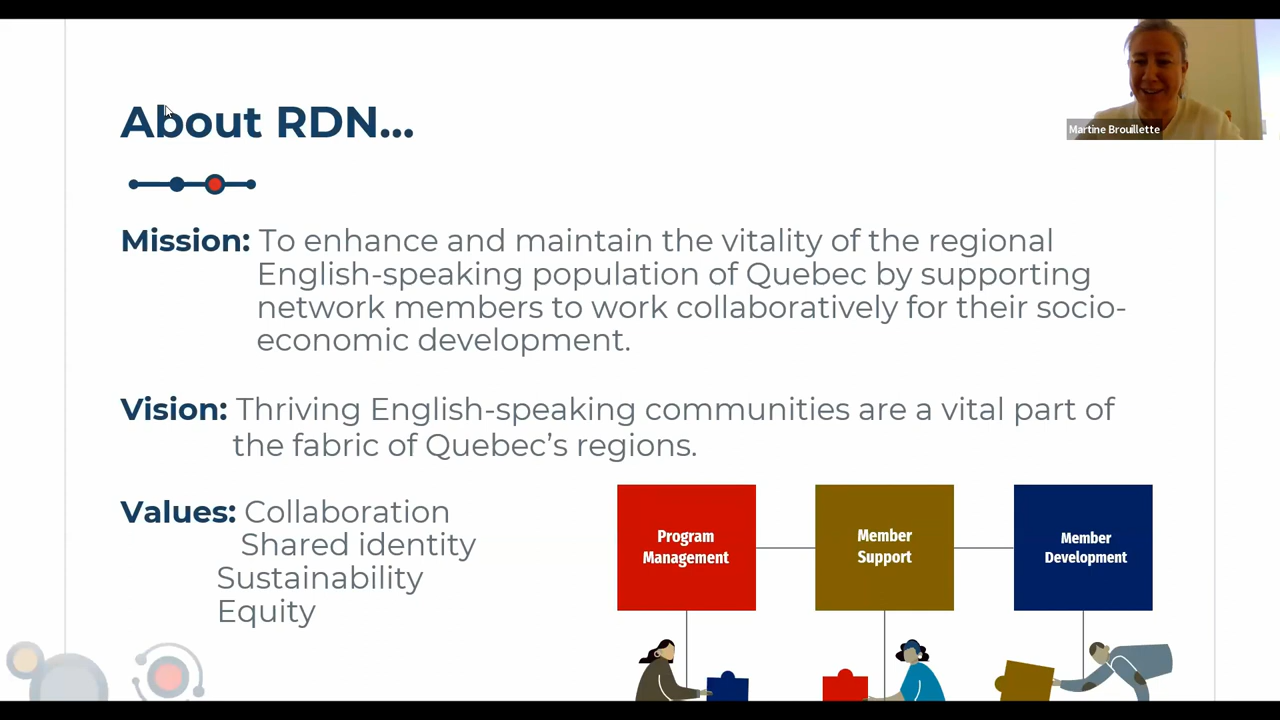 About RDN...
Martine Brouillette
Mission: To enhance and maintain the vitality of the regional
English-speaking population of Quebec by supporting
network members to work collaboratively for their socio-
economic development.
Vision: Thriving English-speaking communities are a vital part of
the fabric of Quebec’s regions.
Values: Collaboration
Shared identity
Sustainability
Equity
Program
Management
Member
Support
Member
Development